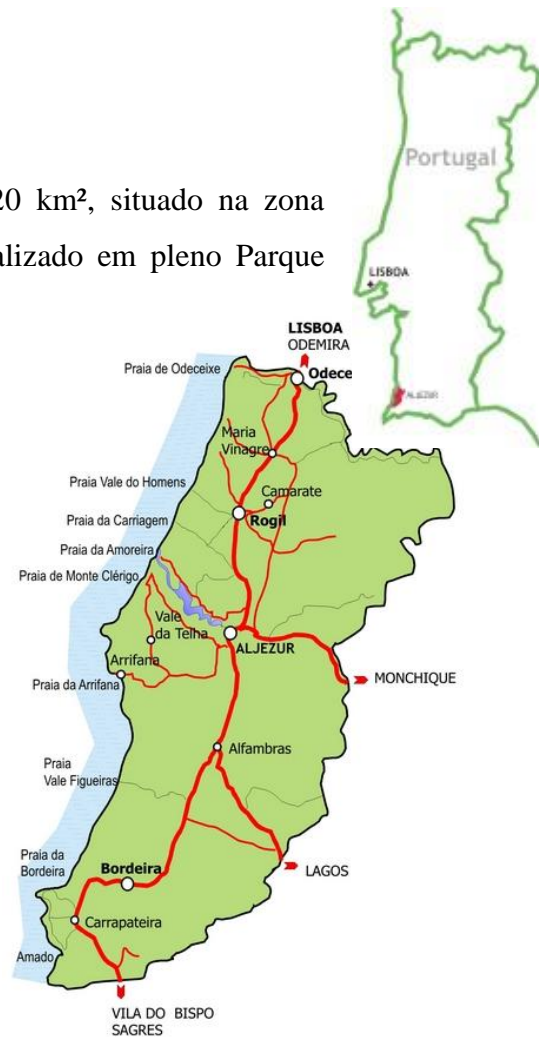 20 km², situado na zona
alizado em pleno Parque
Portugal
LISBOA
ALJEZUR
LISBOA
ODEMIRA
Praia de Odeceixe
Odece
Maria
Vinagre
Praia Vale do Homens
Camarate
Praia da Carriagem
Rogil
Praia da Amoreira
Praia de Monte Clérigo
Vale
da Telha
ALJEZUR
Arrifana
MONCHIQUE
Praia da Arrifana
Alfambras
Praia
Vale Figueiras
Praia da
Bordeira
Bordeira
LAGOS
Carrapateira
Amado
VILA DO BISPO
SAGRES